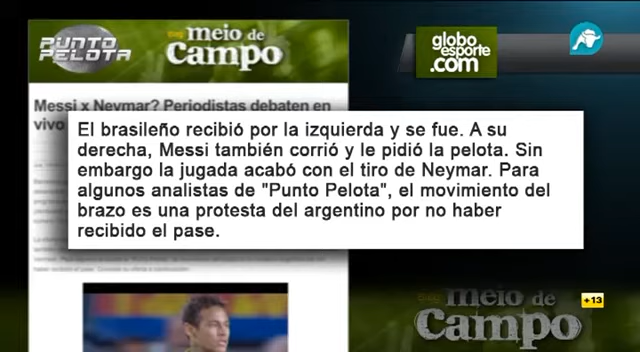 PUNTO
PELOTA
meio de
Campo
globo
esporte
.com
Messi x Neymar? Periodistas debaten en
vivo
El brasileño recibió por la izquierda y se fue. A su
derecha, Messi también corrió y le pidió la pelota. Sin
embargo la jugada acabó con el tiro de Neymar. Para
algunos analistas de "Punto Pelota", el movimiento del
brazo es una protesta del argentino por no haber
recibido el pase.
meio de
Campo
+13